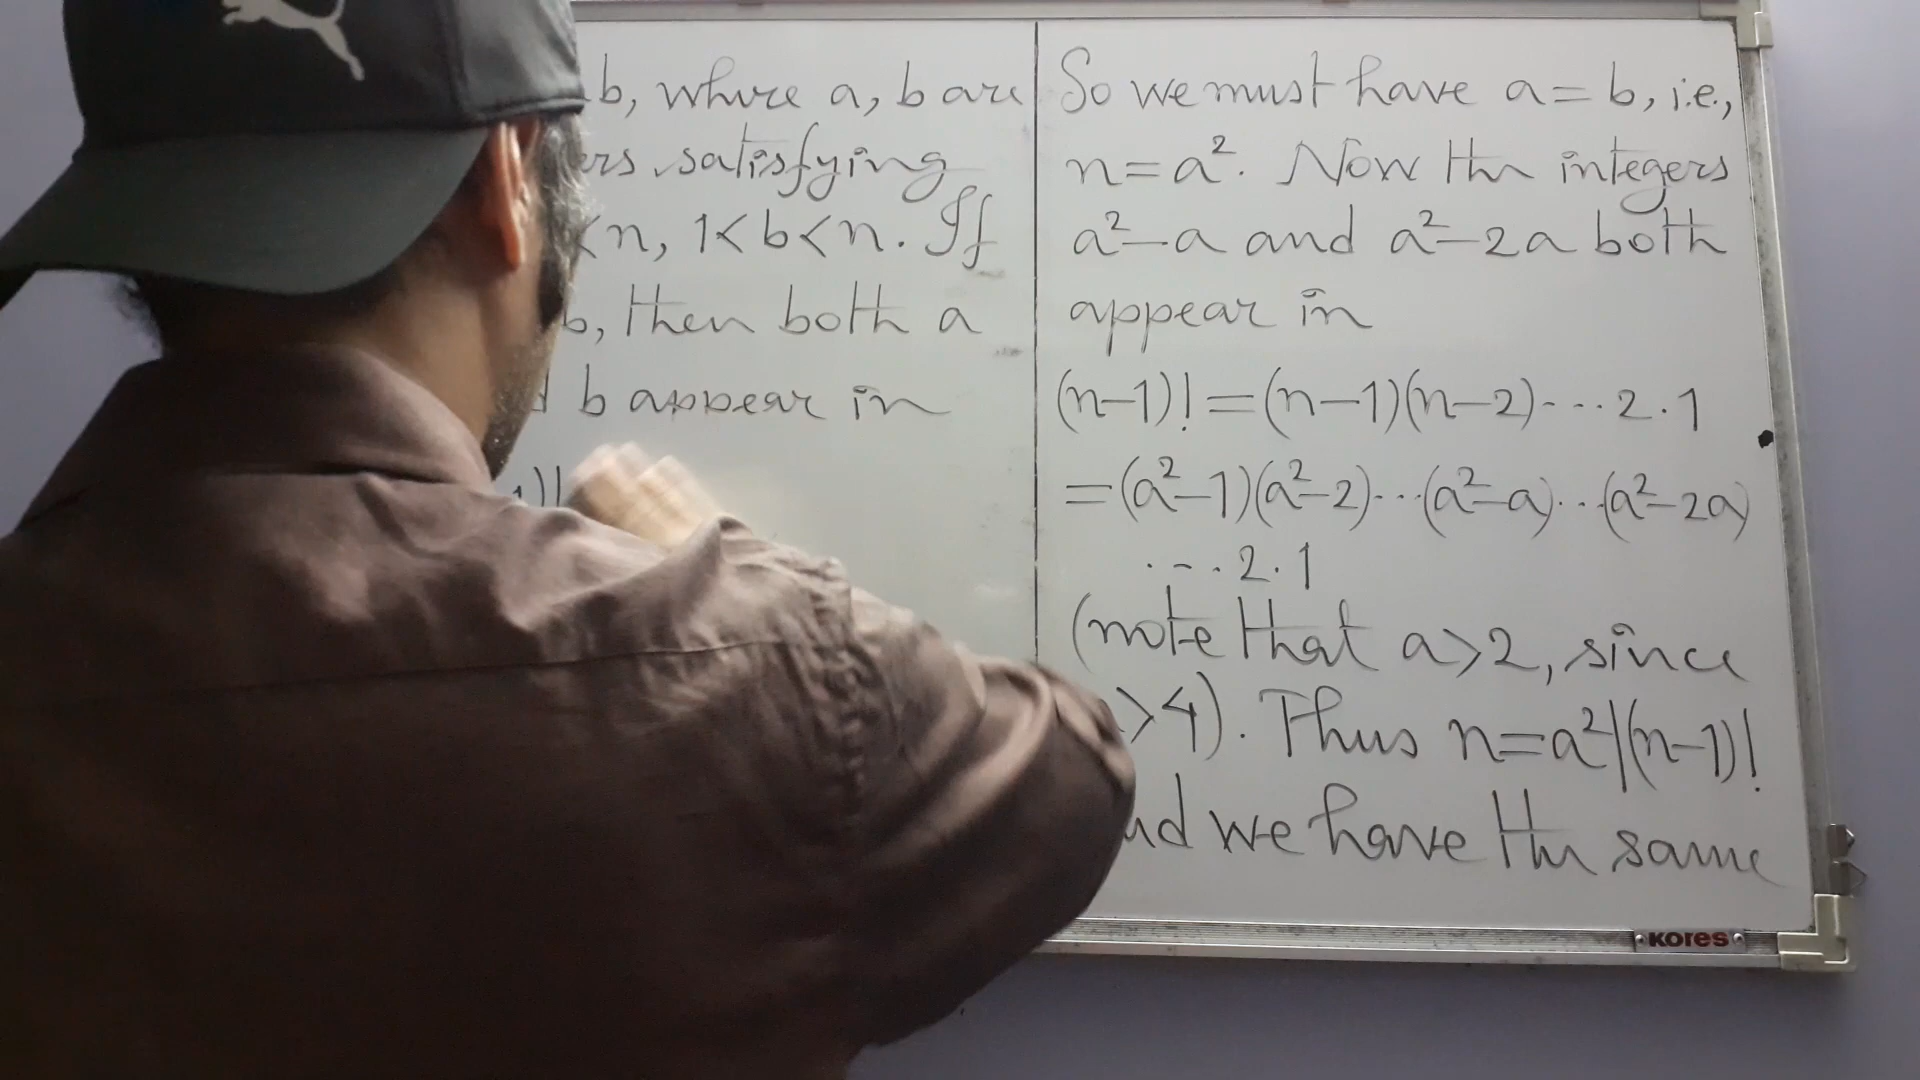 b, where a, b are
satisfying
<n, 1<b<n. If
b, then both a
b appear in
)!
So we must have a=b, i.e.,
n=a². Now the integers
a²-a and a²-2a both
appear in
(n-1)!=(n-1)(n-2)---2.1
=(a²-1)(a²-2)---(a²-a)---(a²-2a)
---2.1
(note that a>2, since
>4). Thus n=a²|(n-1)!
we have the same
KORES